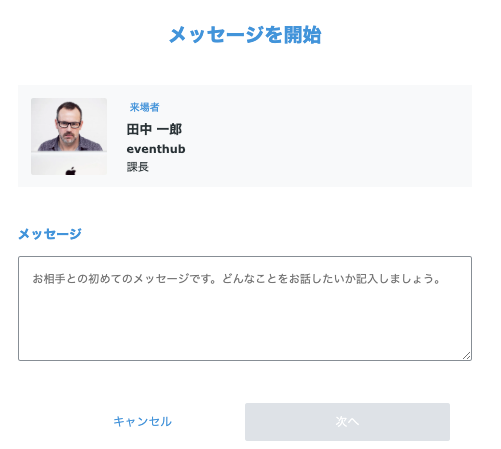 メッセージを開始
来場者
田中 一郎
eventhub
課長
メッセージ
お相手との初めてのメッセージです。どんなことをお話したいか記入しましょう。
キャンセル
次へ